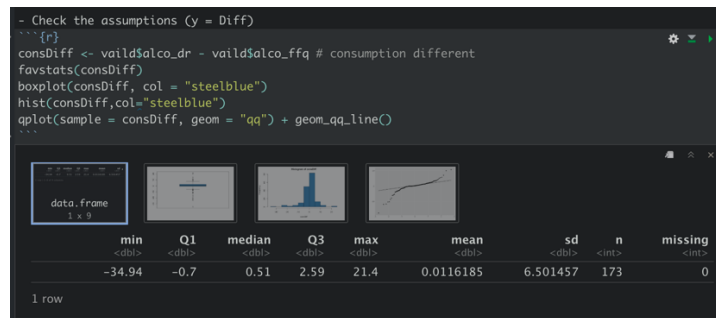 - Check the assumptions (y = Diff)
```{r}
consDiff <- vaild$alco_dr - vaild$alco_ffq # consumption different
favstats(consDiff)
boxplot(consDiff, col = "steelblue")
hist(consDiff,col="steelblue")
qplot(sample = consDiff, geom = "qq") + geom_qq_line()
```
data.frame
1 x 9
min Q1 median Q3 max mean sd n missing
<dbl> <dbl> <dbl> <dbl> <dbl> <dbl> <dbl> <int> <int>
-34.94 -0.7 0.51 2.59 21.4 0.0116185 6.501457 173 0
1 row